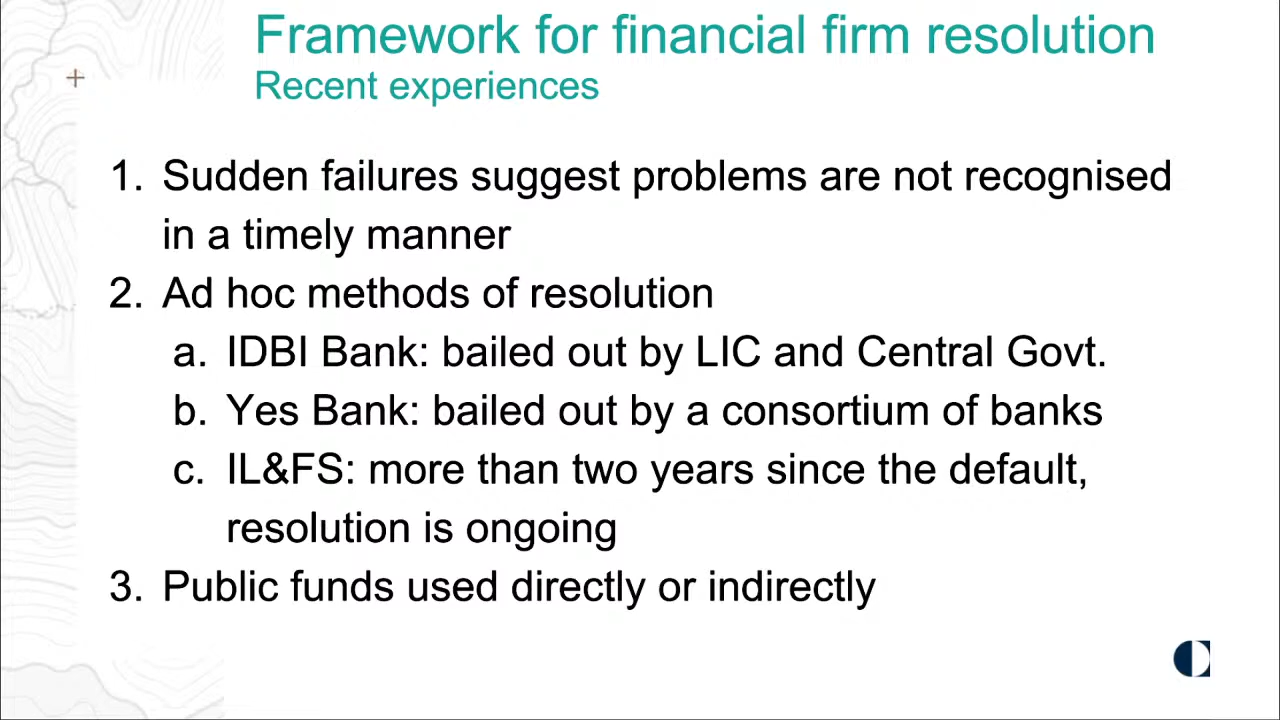 Framework for financial firm resolution
Recent experiences
1. Sudden failures suggest problems are not recognised
in a timely manner
2. Ad hoc methods of resolution
a. IDBI Bank: bailed out by LIC and Central Govt.
b. Yes Bank: bailed out by a consortium of banks
c. IL&FS: more than two years since the default,
resolution is ongoing
3. Public funds used directly or indirectly